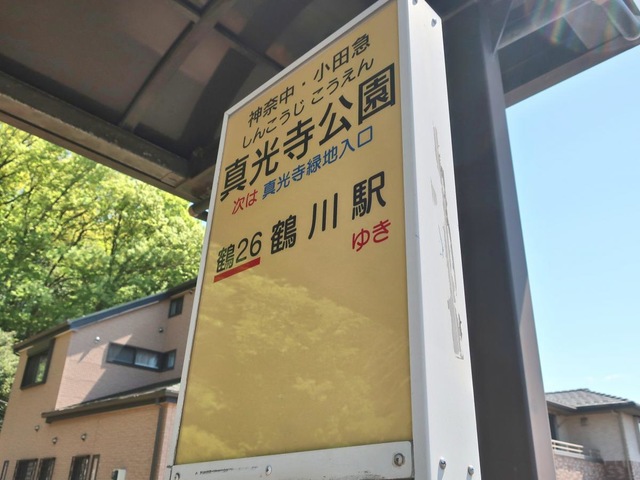 神奈中・小田急
しんこうじ こうえん
真光寺公園
次は 真光寺緑地入口
鶴26 鶴川駅
ゆき